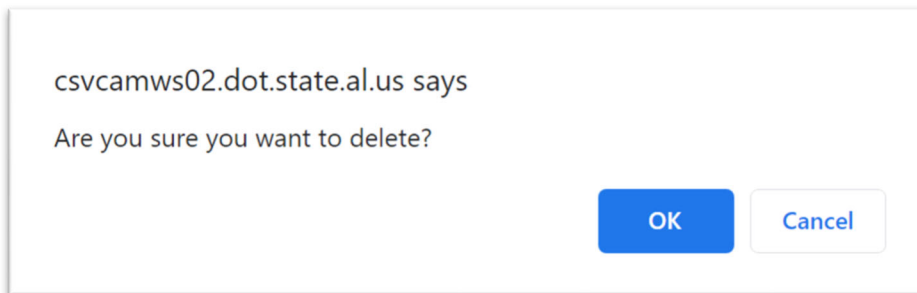 csvcamws02.dot.state.al.us says
Are you sure you want to delete?
OK Cancel